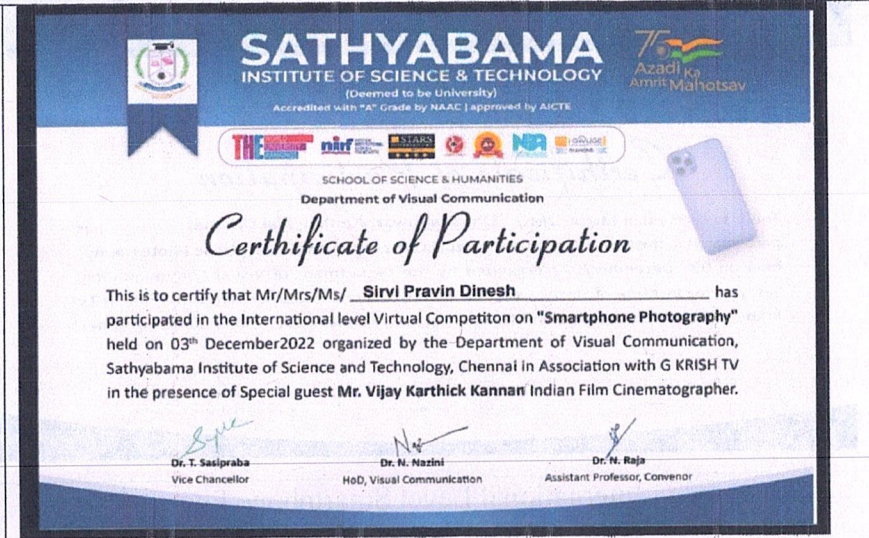 SATHYABAMA
INSTITUTE OF SCIENCE & TECHNOLOGY
(Deemed to be University)
Accredited with "A" Grade by NAAC | approved by AICTE
75
Azadi Ka
Amrit Mahotsav
THE
nirf
STARS
SCHOOL OF SCIENCE & HUMANITIES
Department of Visual Communication
Certhificate of Participation
This is to certify that Mr/Mrs/Ms/ Sirvi Pravin Dinesh has
participated in the International level Virtual Competiton on "Smartphone Photography"
held on 03th December2022 organized by the Department of Visual Communication,
Sathyabama Institute of Science and Technology, Chennai in Association with G KRISH TV
in the presence of Special guest Mr. Vijay Karthick Kannan Indian Film Cinematographer.
Dr. T. Sasipraba
Vice Chancellor
Dr. N. Nazini
HoD, Visual Communication
Dr. N. Raja
Assistant Professor, Convenor